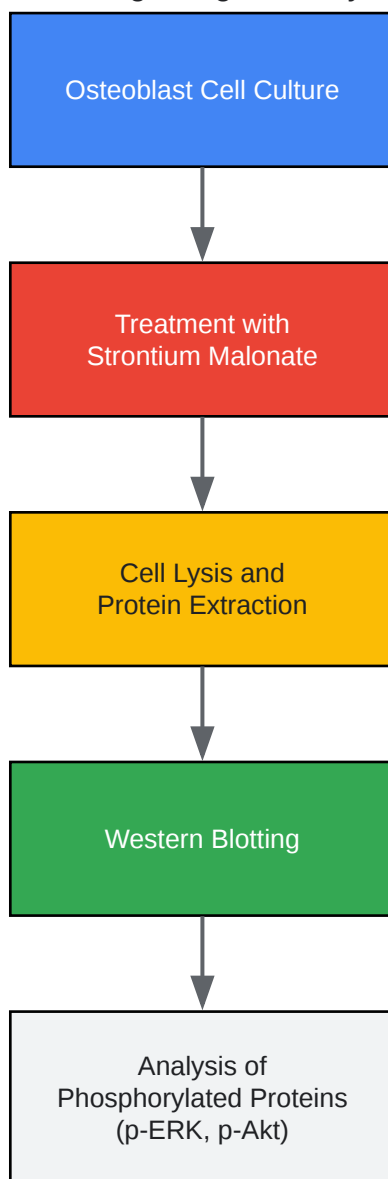 Osteoblast Cell Culture
Treatment with
Strontium Malonate
Cell Lysis and
Protein Extraction
Western Blotting
Analysis of
Phosphorylated Proteins
(p-ERK, p-Akt)